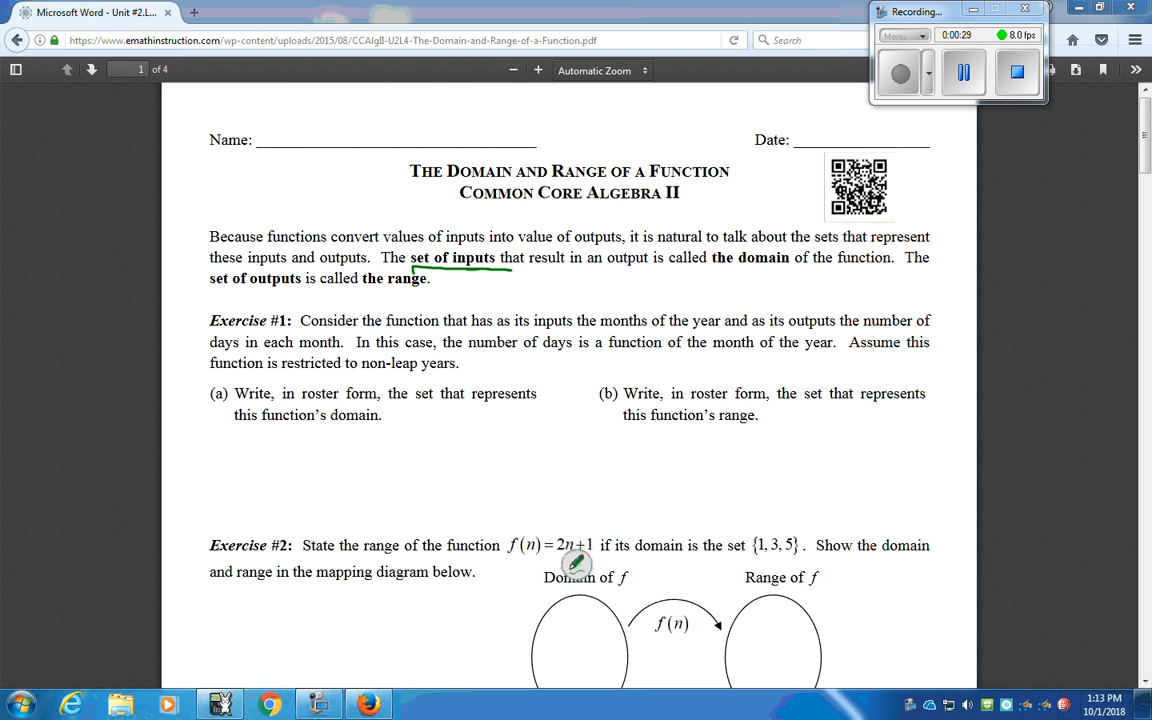 Microsoft Word - Unit #2.L...
Recording...
Menu
0:00:29
8.0 fps
https://www.emathinstruction.com/wp-content/uploads/2015/08/CCAlgII-U2L4-The-Domain-and-Range-of-a-Function.pdf
Search
1 of 4
Automatic Zoom
Name:
Date:
THE DOMAIN AND RANGE OF A FUNCTION
COMMON CORE ALGEBRA II
Because functions convert values of inputs into value of outputs, it is natural to talk about the sets that represent
these inputs and outputs. The set of inputs that result in an output is called the domain of the function. The
set of outputs is called the range.
Exercise #1: Consider the function that has as its inputs the months of the year and as its outputs the number of
days in each month. In this case, the number of days is a function of the month of the year. Assume this
function is restricted to non-leap years.
(a) Write, in roster form, the set that represents
this function's domain.
(b) Write, in roster form, the set that represents
this function's range.
Exercise #2: State the range of the function f(n)=2n+1 if its domain is the set {1,3,5}. Show the domain
and range in the mapping diagram below.
Domain of f
Range of f
f(n)
1:13 PM
10/1/2018